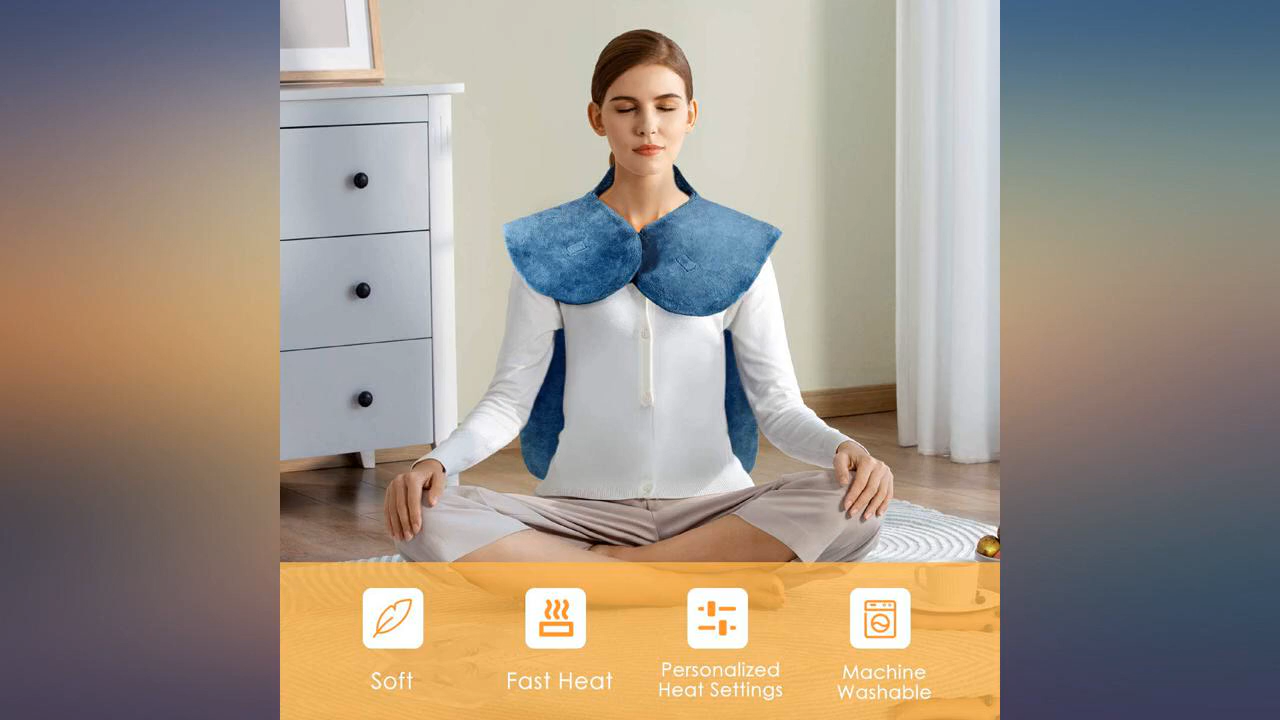 Soft
Fast Heat
Personalized
Heat Settings
Machine
Washable